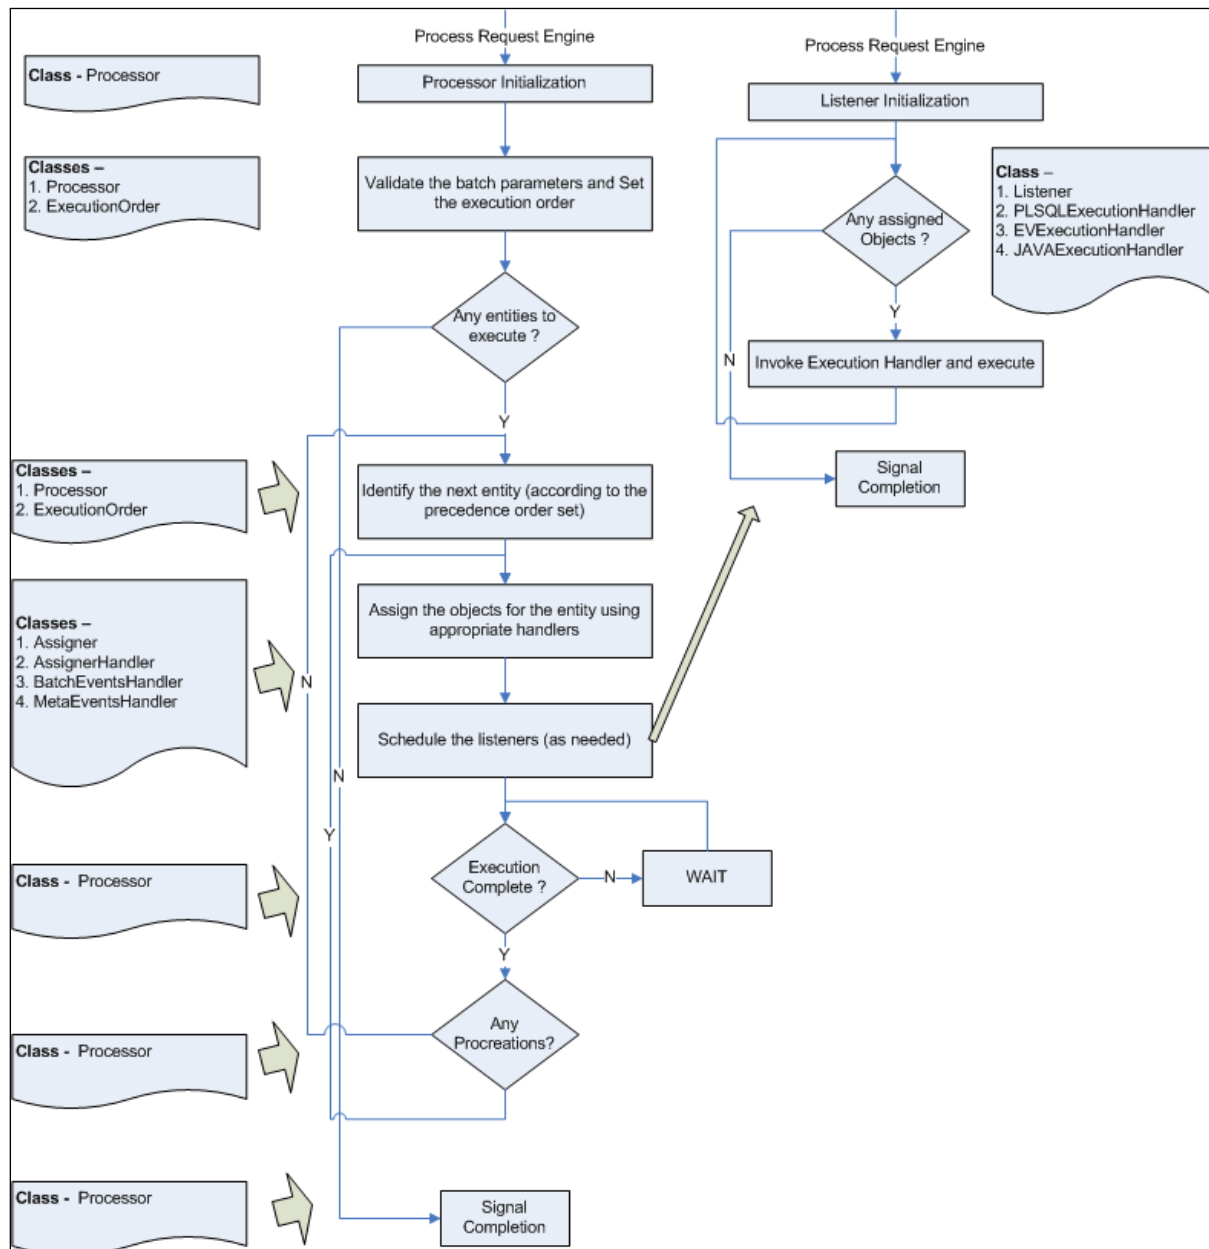 Process Request Engine
Class - Processor
Processor Initialization
Classes –
1. Processor
2. ExecutionOrder
Validate the batch parameters and Set
the execution order
Any entities to
execute ?
Y
Classes –
1. Processor
2. ExecutionOrder
Identify the next entity (according to the
precedence order set)
Classes –
1. Assigner
2. AssignerHandler
3. BatchEventsHandler
4. MetaEventsHandler
N
Assign the objects for the entity using
appropriate handlers
Schedule the listeners (as needed)
N
Y
Class - Processor
Execution
Complete ?
N
WAIT
Y
Class - Processor
Any
Procreations?
Class - Processor
Signal
Completion
Process Request Engine
Listener Initialization
Class –
1. Listener
2. PLSQLExecutionHandler
3. EVExecutionHandler
4. JAVAExecutionHandler
Any assigned
Objects ?
Y
N
Invoke Execution Handler and execute
Signal
Completion